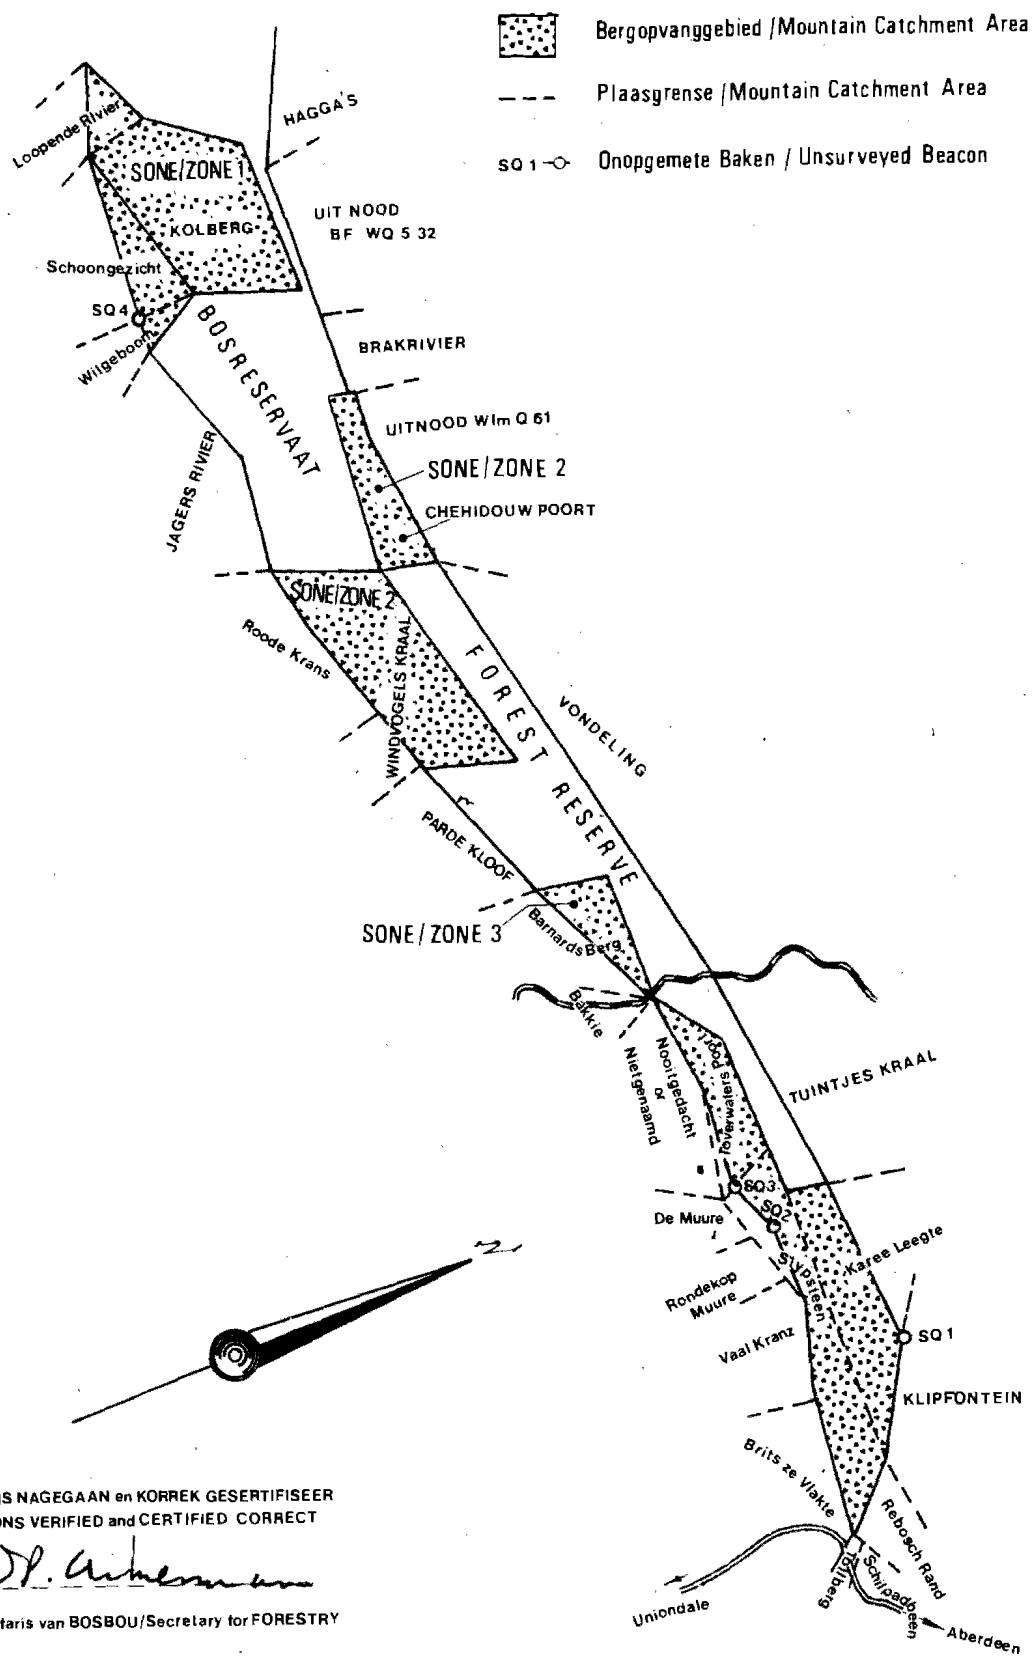 Bergopvanggebied / Mountain Catchment Area
Plaasgrense / Mountain Catchment Area
SQ 1 Onopgemete Baken / Unsurveyed Beacon
HAGGA'S
Loopende Rivier
SONE/ZONE 1
KOLBERG
UIT NOOD
BF WQ 5 32
Schoongezicht
SQ4
Wilgeboom
BOSRESERVAAT
BRAKRIVIER
UITNOOD Wlm Q 61
SONE/ZONE 2
JAGERS RIVIER
CHEHIDOUW POORT
SONE/ZONE 2
Roode Krans
WINDVOGELS KRAAL
FOREST RESERVE
VONDELING
PARDE KLOOF
SONE/ZONE 3
Barnards Berg
Bakkie
Nooitgedacht
or
Nietgenaamd
Toverwaters Poort
TUINTJES KRAAL
SQ3
SQ2
De Muure
Slypsteen
Karee Leegte
Rondekop
Muure
Vaal Kranz
SQ 1
KLIPFONTEIN
Brits ze Vlakte
Rebosch Rand
Tollberg
Schilpadbeen
Uniondale
Aberdeen
N
IS NAGEGAAN en KORREK GESERTIFISEER
ONS VERIFIED and CERTIFIED CORRECT
taris van BOSBOU/Secretary for FORESTRY